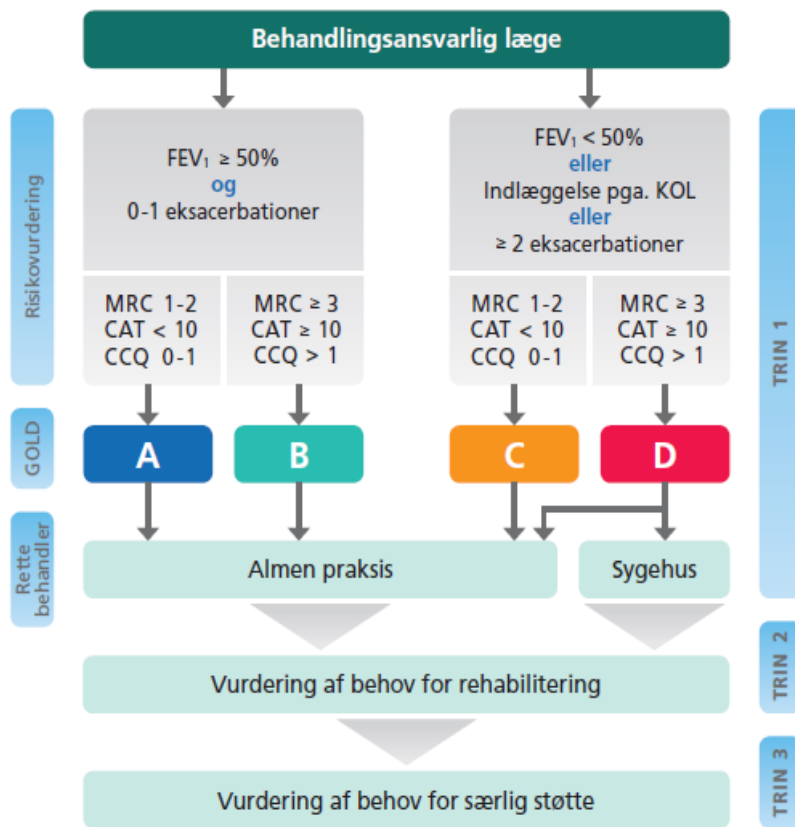 Behandlingsansvarlig læge
Risikovurdering
FEV₁ ≥ 50%
og
0-1 eksacerbationer
FEV₁ < 50%
eller
Indlæggelse pga. KOL
eller
≥ 2 eksacerbationer
MRC 1-2
CAT < 10
CCQ 0-1
MRC ≥ 3
CAT ≥ 10
CCQ > 1
MRC 1-2
CAT < 10
CCQ 0-1
MRC ≥ 3
CAT ≥ 10
CCQ > 1
TRIN 1
GOLD
A
B
C
D
Rette
behandler
Almen praksis
Sygehus
Vurdering af behov for rehabilitering
TRIN 2
Vurdering af behov for særlig støtte
TRIN 3